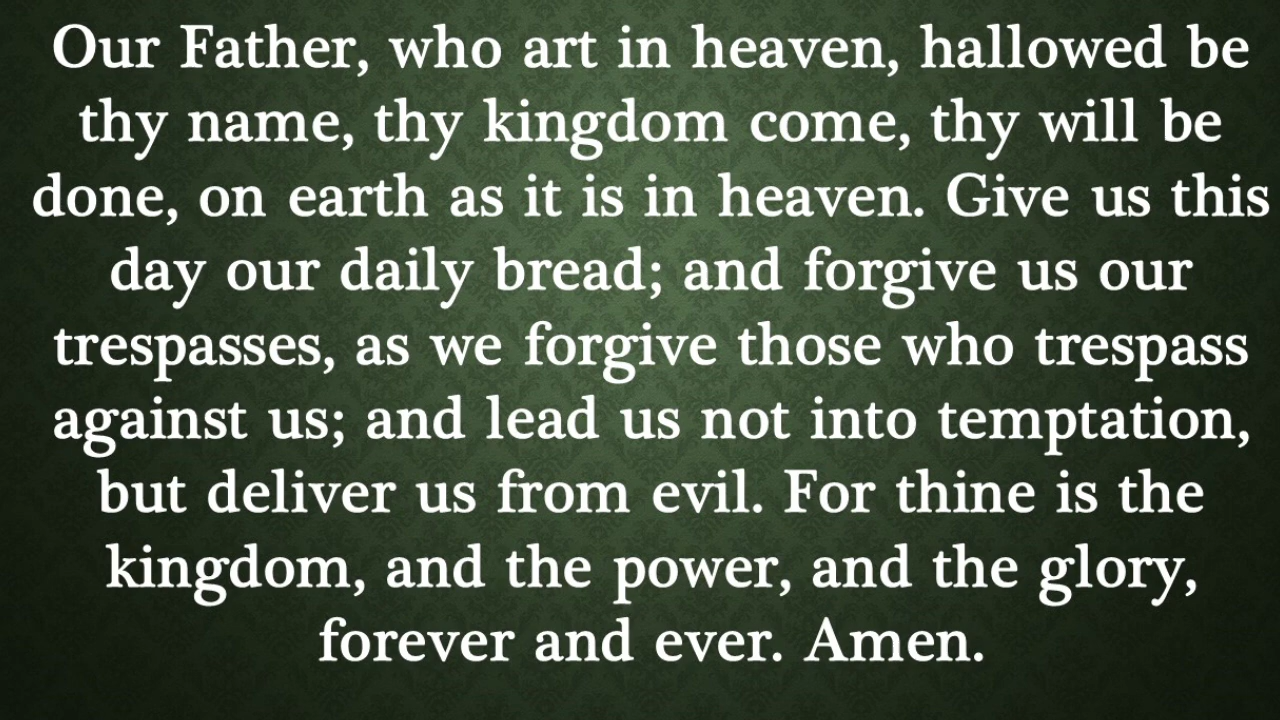 Our Father, who art in heaven, hallowed be
thy name, thy kingdom come, thy will be
done, on earth as it is in heaven. Give us this
day our daily bread; and forgive us our
trespasses, as we forgive those who trespass
against us; and lead us not into temptation,
but deliver us from evil. For thine is the
kingdom, and the power, and the glory,
forever and ever. Amen.